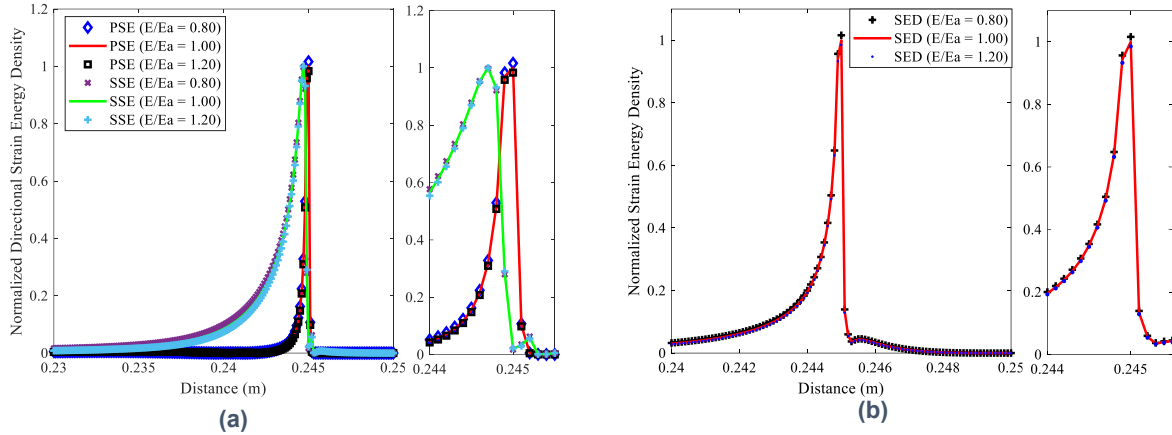 Normalized Directional Strain Energy Density
1.4
1.2
1
0.8
0.6
0.4
0.2
0
PSE (E/Ea = 0.80)
PSE (E/Ea = 1.00)
PSE (E/Ea = 1.20)
SSE (E/Ea = 0.80)
SSE (E/Ea = 1.00)
SSE (E/Ea = 1.20)
0.23
0.235
0.24
0.245
0.25
Distance (m)
1.2
1
0.8
0.6
0.4
0.2
0
0.244
0.245
(a)
Normalized Strain Energy Density
1
0.8
0.6
0.4
0.2
0
SED (E/Ea = 0.80)
SED (E/Ea = 1.00)
SED (E/Ea = 1.20)
0.24
0.242
0.244
0.246
0.248
0.25
Distance (m)
1
0.8
0.6
0.4
0.2
0
0.244
0.245
(b)